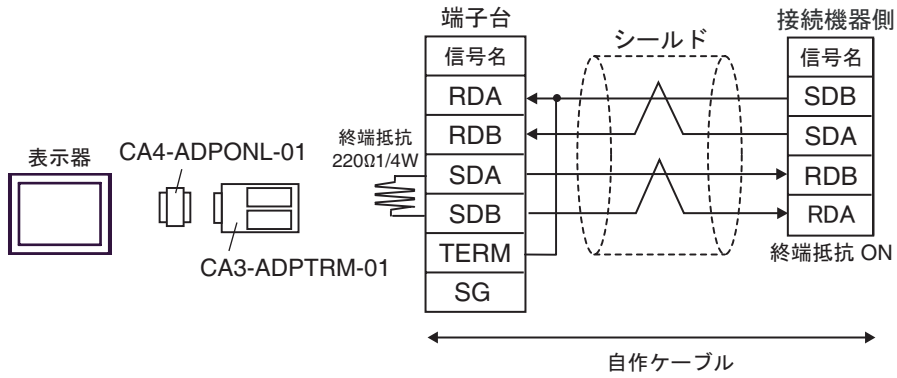 端子台
接続機器側
シールド
信号名
信号名
RDA
SDB
RDB
SDA
終端抵抗
220Ω1/4W
SDA
RDB
SDB
RDA
TERM
終端抵抗 ON
SG
表示器
CA4-ADPONL-01
CA3-ADPTRM-01
自作ケーブル